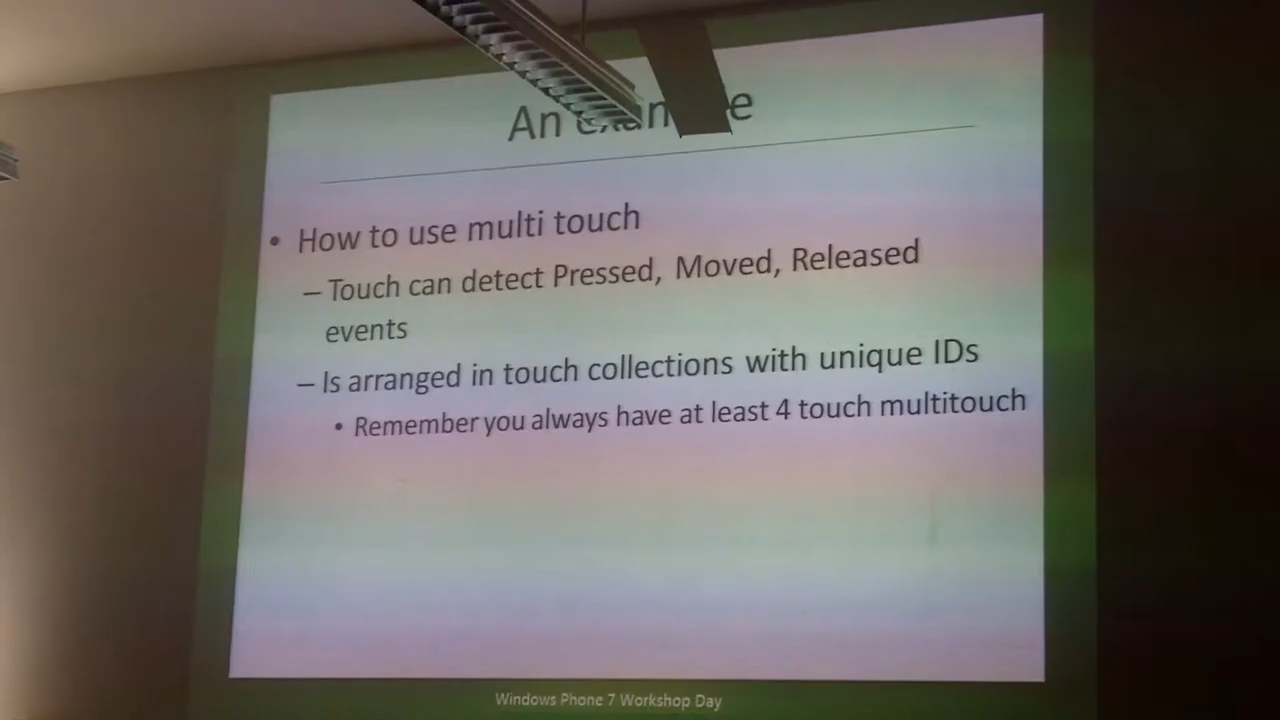 An
• How to use multi touch
– Touch can detect Pressed, Moved, Released
events
– Is arranged in touch collections with unique IDs
• Remember you always have at least 4 touch multitouch
Windows Phone 7 Workshop Day